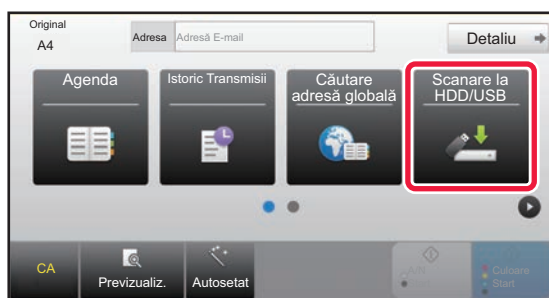 Original
A4
Adresa Adresă E-mail
Detaliu
Agenda
Istoric Transmisii
Căutare
adresă globală
Scanare la
HDD/USB
CA
Previzualiz.
Autosetat
Culoare
Start